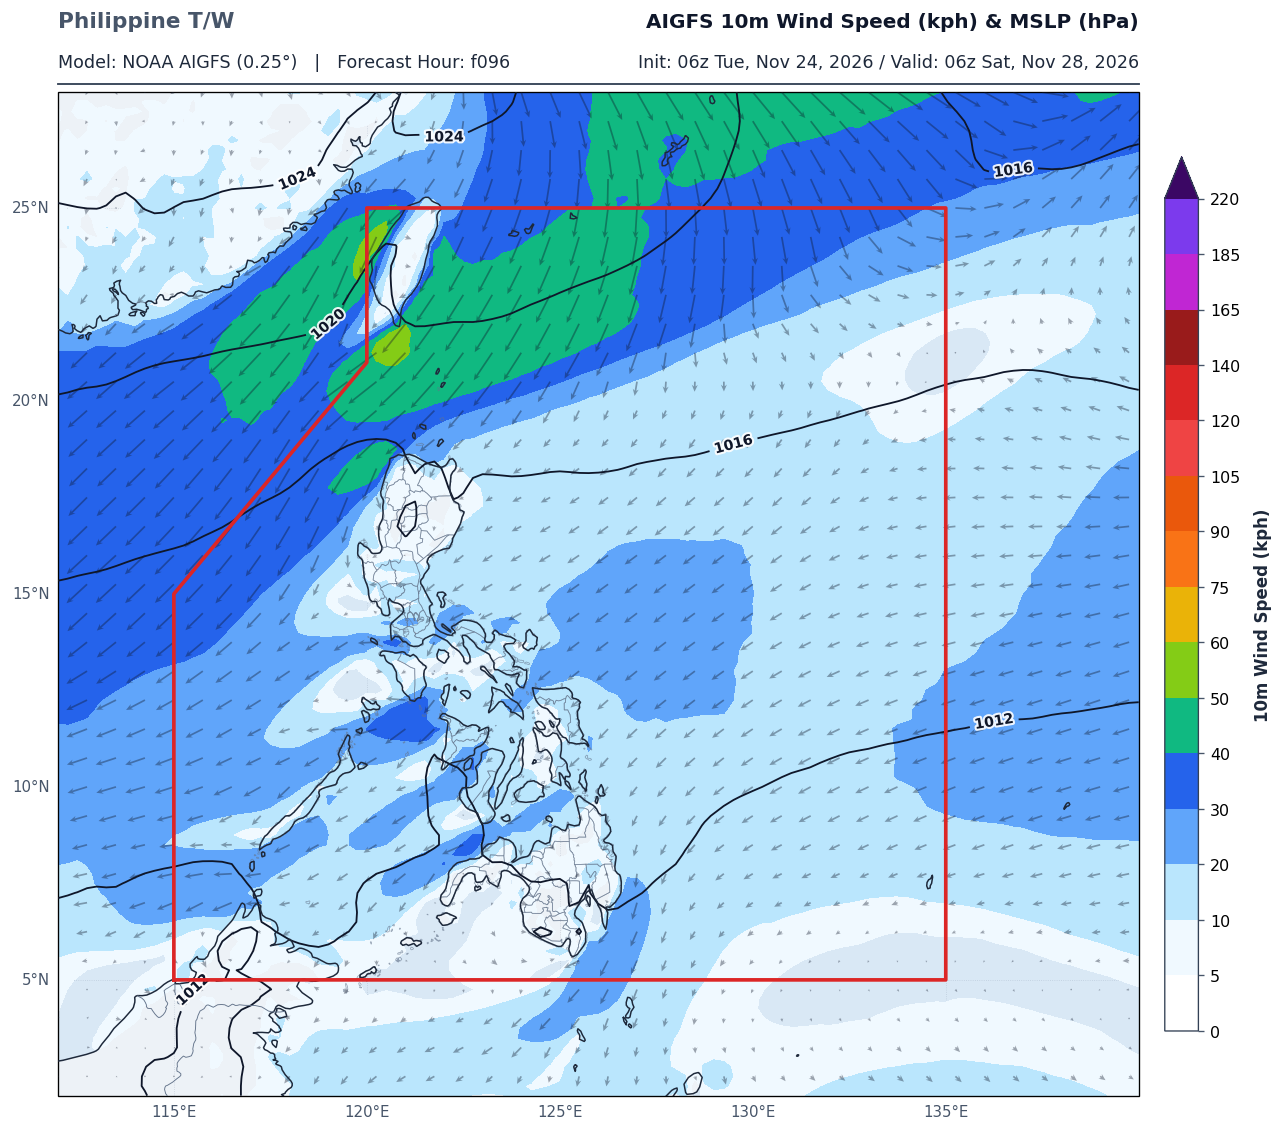 Philippine T/W
AIGFS 10m Wind Speed (kph) & MSLP (hPa)
Model: NOAA AIGFS (0.25°) | Forecast Hour: f096
Init: 06z Tue, Nov 24, 2026 / Valid: 06z Sat, Nov 28, 2026
1024
1024
1016
1020
1016
1012
1012
25°N
20°N
15°N
10°N
5°N
115°E
120°E
125°E
130°E
135°E
220
185
165
140
120
105
90
75
60
50
40
30
20
10
5
0
10m Wind Speed (kph)